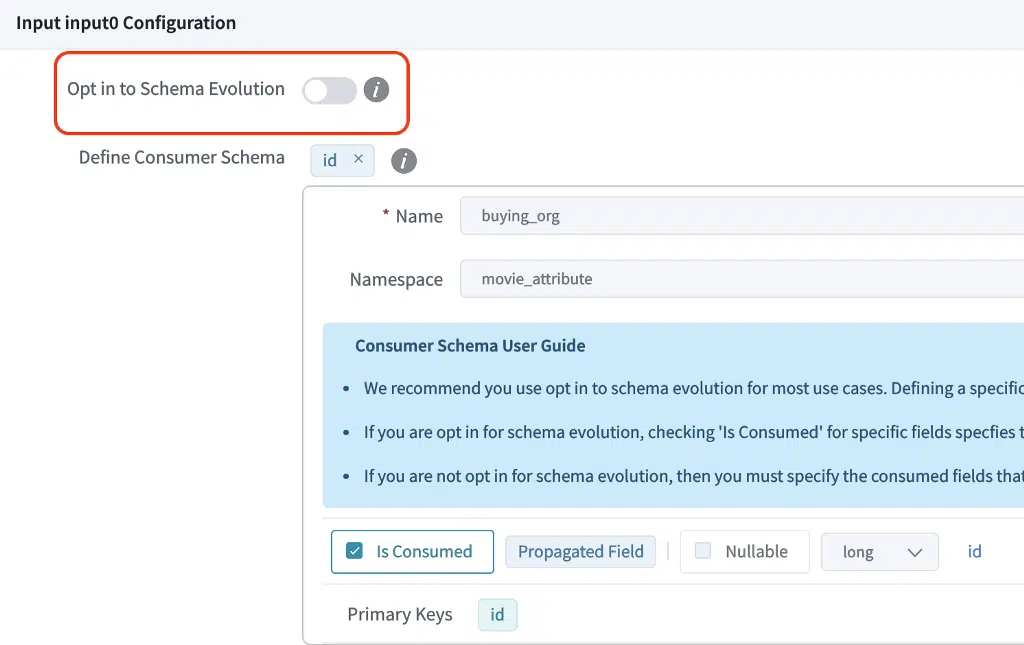 Input input0 Configuration
Opt in to Schema Evolution i
Define Consumer Schema id × i
* Name buying_org
Namespace movie_attribute
Consumer Schema User Guide
• We recommend you use opt in to schema evolution for most use cases. Defining a specific
• If you are opt in for schema evolution, checking 'Is Consumed' for specific fields specfies t
• If you are not opt in for schema evolution, then you must specify the consumed fields that
Is Consumed Propagated Field | Nullable long id
Primary Keys id